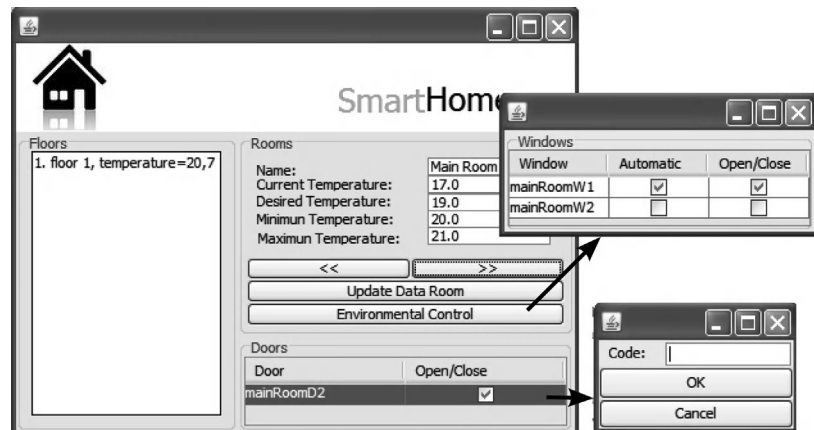 SmartHome
Floors
1. floor 1, temperature=20,7
Rooms
Name: Main Room
Current Temperature: 17.0
Desired Temperature: 19.0
Minimun Temperature: 20.0
Maximun Temperature: 21.0
<< >>
Update Data Room
Environmental Control
Doors
Door Open/Close
mainRoomD2
Windows
Window Automatic Open/Close
mainRoomW1
mainRoomW2
Code:
OK
Cancel